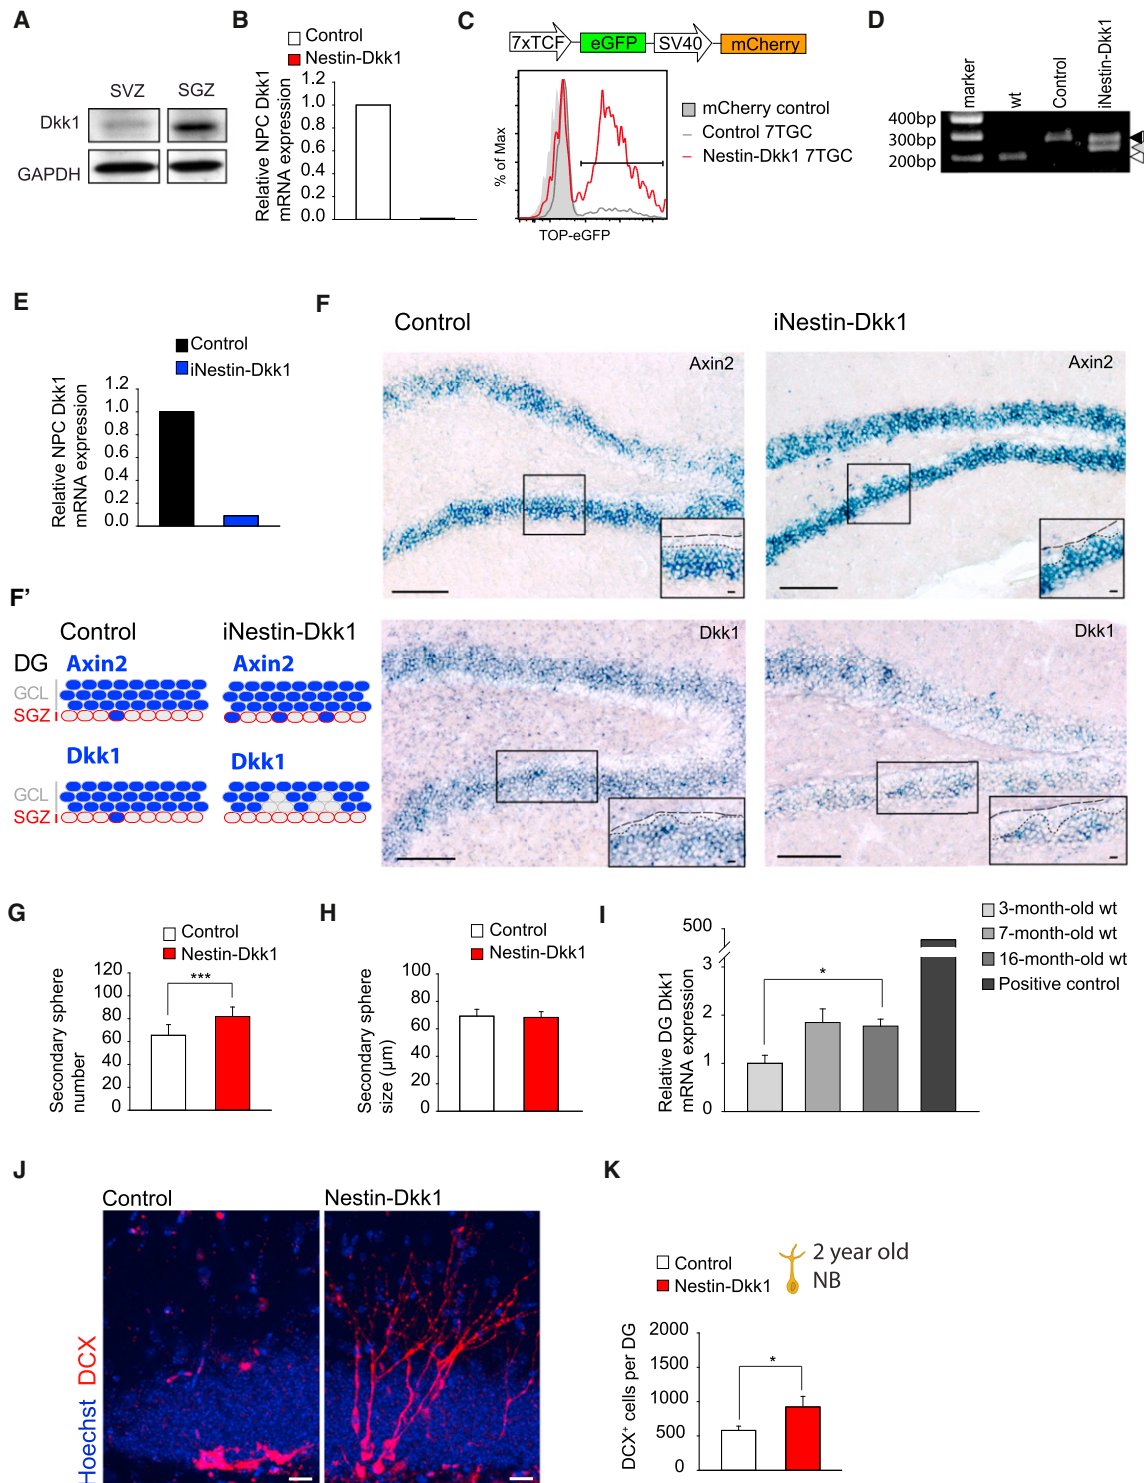 A
SVZ SGZ
Dkk1
GAPDH
B
Control
Nestin-Dkk1
Relative NPC Dkk1
mRNA expression
1.2
1.0
0.8
0.6
0.4
0.2
0.0
C
7xTCF eGFP SV40 mCherry
% of Max
TOP-eGFP
mCherry control
Control 7TGC
Nestin-Dkk1 7TGC
D
marker
wt
Control
iNestin-Dkk1
400bp
300bp
200bp
E
Control
iNestin-Dkk1
Relative NPC Dkk1
mRNA expression
1.2
1.0
0.8
0.6
0.4
0.2
0.0
F
Control iNestin-Dkk1
Axin2 Axin2
Dkk1 Dkk1
F'
Control iNestin-Dkk1
DG Axin2 Axin2
GCL
SGZ
Dkk1 Dkk1
GCL
SGZ
G
Control
Nestin-Dkk1
Secondary sphere
number
120
100
80
60
40
20
0
***
H
Control
Nestin-Dkk1
Secondary sphere
size (µm)
100
80
60
40
20
0
I
3-month-old wt
7-month-old wt
16-month-old wt
Positive control
Relative DG Dkk1
mRNA expression
500
3
2
1
0
*
J
Control Nestin-Dkk1
Hoechst DCX
K
Control
Nestin-Dkk1
2 year old
NB
DCX+ cells per DG
2000
1500
1000
500
0
*